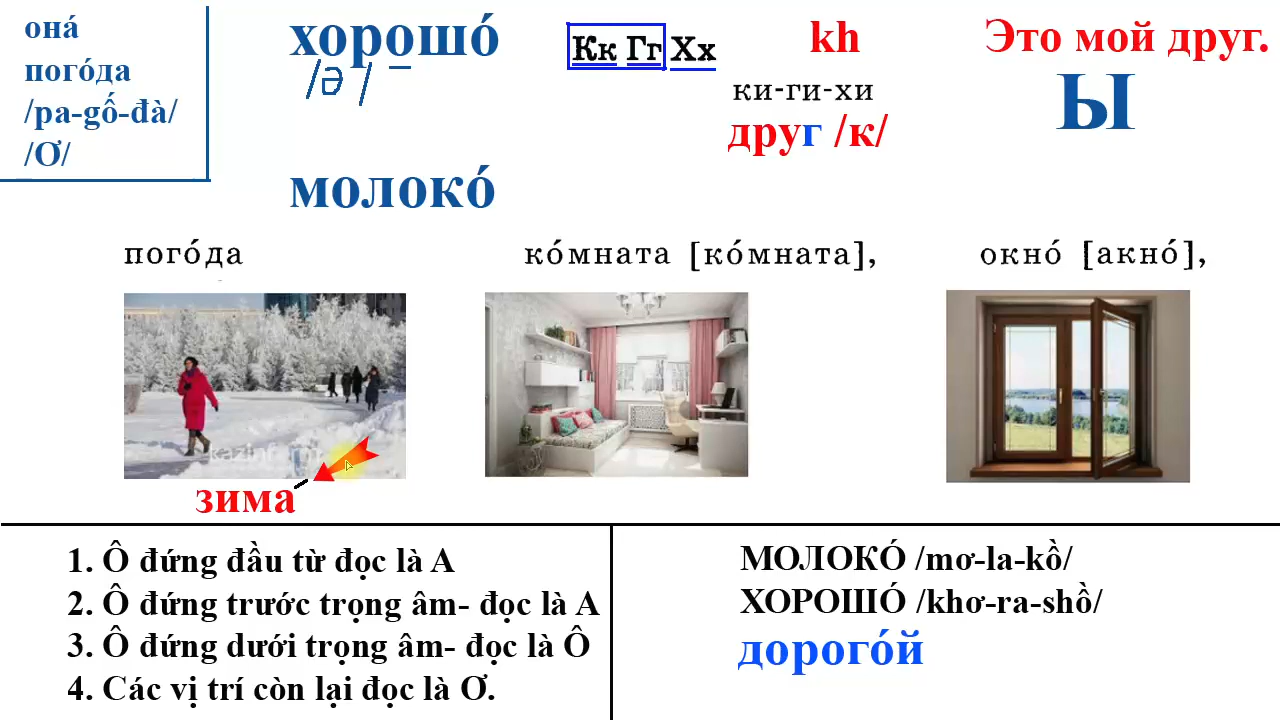 онá
погóда
/pa-gố-đà/
/Ơ/
хорошó
/ə/
молокó
Кк Гг Хх
kh
ки-ги-хи
друг /к/
Это мой друг.
Ы
погóда
кóмната [кóмната],
окнó [акнó],
kazinform
зима
1. Ô đứng đầu từ đọc là A
2. Ô đứng trước trọng âm- đọc là A
3. Ô đứng dưới trọng âm- đọc là Ô
4. Các vị trí còn lại đọc là Ơ.
МОЛОКÓ /mơ-la-kồ/
ХОРОШÓ /khơ-ra-shồ/
дорогóй